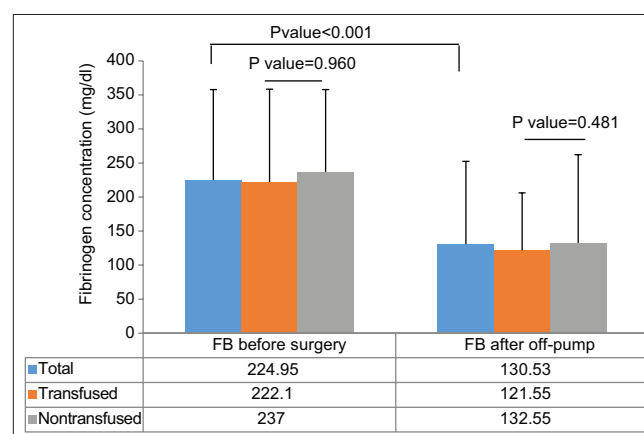 Pvalue<0.001
P value=0.960
P value=0.481
Fibrinogen concentration (mg/dl)
400
350
300
250
200
150
100
50
0
FB before surgery FB after off-pump
Total 224.95 130.53
Transfused 222.1 121.55
Nontransfused 237 132.55